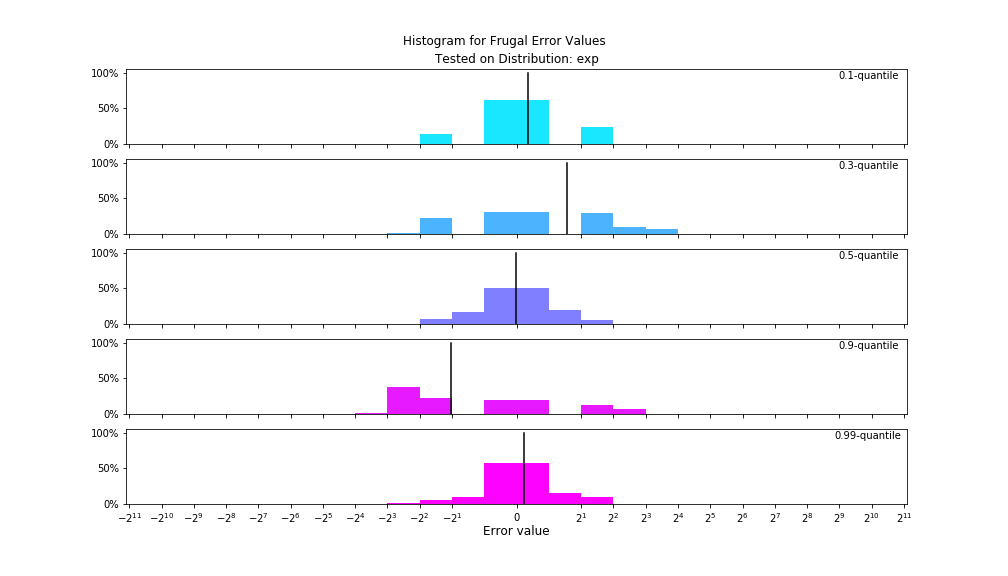 Histogram for Frugal Error Values
Tested on Distribution: exp
100%
50%
0%
0.1-quantile
100%
50%
0%
0.3-quantile
100%
50%
0%
0.5-quantile
100%
50%
0%
0.9-quantile
100%
50%
0%
0.99-quantile
−2¹¹ −2¹⁰ −2⁹ −2⁸ −2⁷ −2⁶ −2⁵ −2⁴ −2³ −2² −2¹ 0 2¹ 2² 2³ 2⁴ 2⁵ 2⁶ 2⁷ 2⁸ 2⁹ 2¹⁰ 2¹¹
Error value